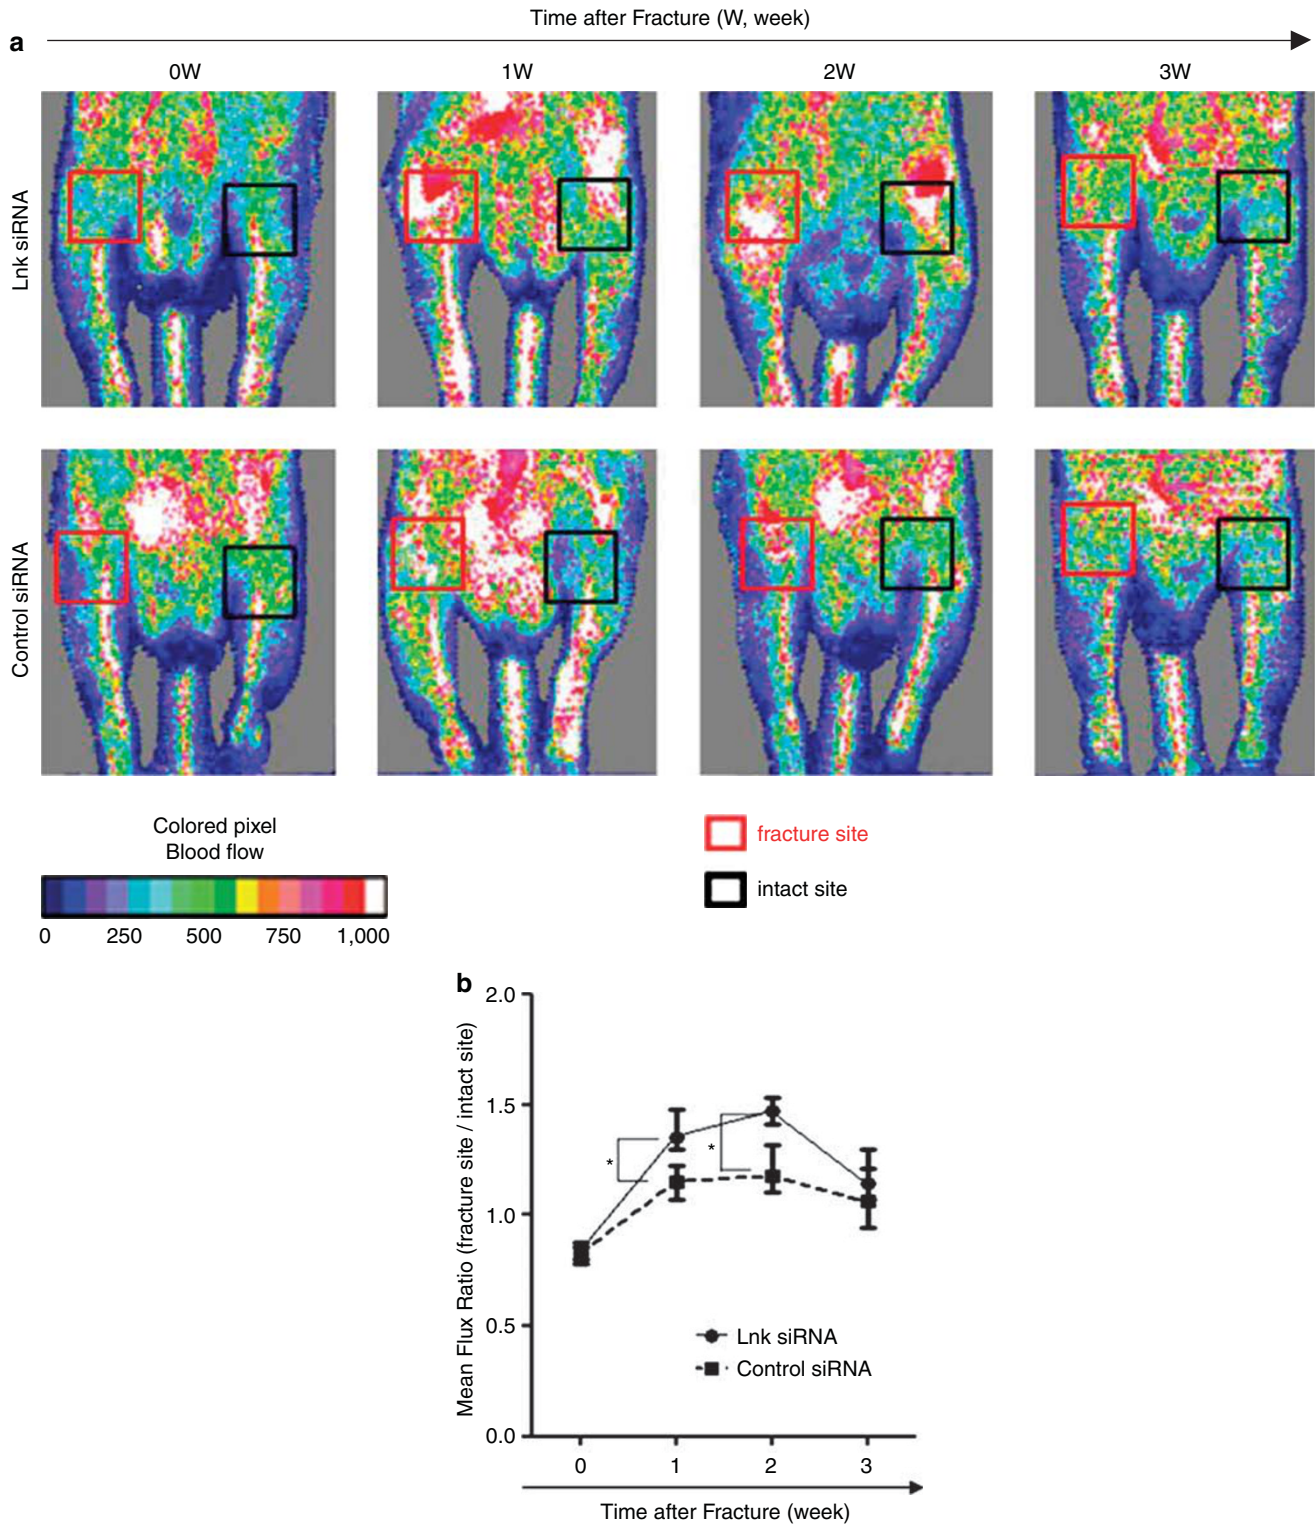 Time after Fracture (W, week)
a
0W 1W 2W 3W
Lnk siRNA
Control siRNA
Colored pixel
Blood flow
0 250 500 750 1,000
fracture site
intact site
b
Mean Flux Ratio (fracture site / intact site)
2.0
1.5
1.0
0.5
0.0
*
*
Lnk siRNA
Control siRNA
0 1 2 3
Time after Fracture (week)